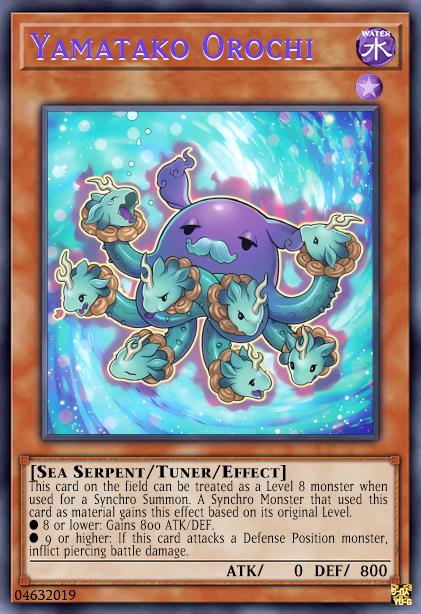 Yamatako Orochi
WATER
水
[Sea Serpent/Tuner/Effect]
This card on the field can be treated as a Level 8 monster when
used for a Synchro Summon. A Synchro Monster that used this
card as material gains this effect based on its original Level.
● 8 or lower: Gains 800 ATK/DEF.
● 9 or higher: If this card attacks a Defense Position monster,
inflict piercing battle damage.
ATK/ 0 DEF/ 800
04632019